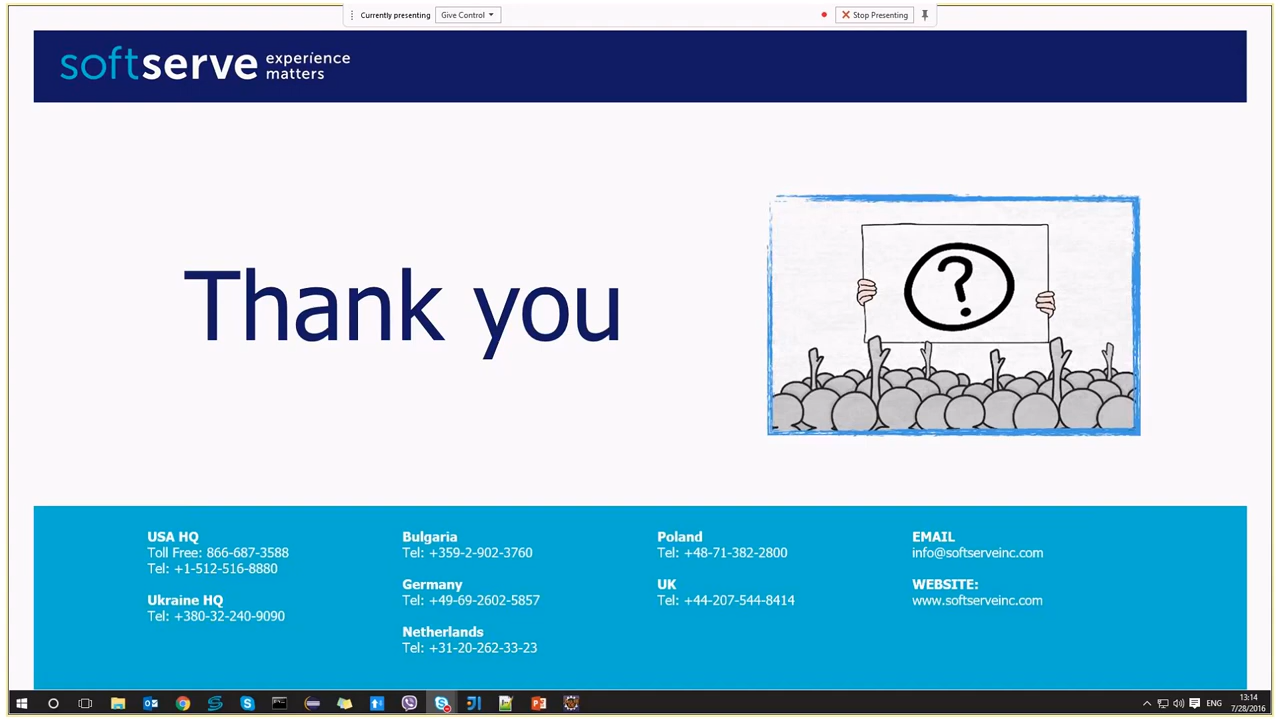 Currently presenting Give Control Stop Presenting
softserve experience matters
?
Thank you
USA HQ
Toll Free: 866-687-3588
Tel: +1-512-516-8880
Ukraine HQ
Tel: +380-32-240-9090
Bulgaria
Tel: +359-2-902-3760
Germany
Tel: +49-69-2602-5857
Netherlands
Tel: +31-20-262-33-23
Poland
Tel: +48-71-382-2800
UK
Tel: +44-207-544-8414
EMAIL
info@softserveinc.com
WEBSITE:
www.softserveinc.com
ENG
13:14
7/28/2016